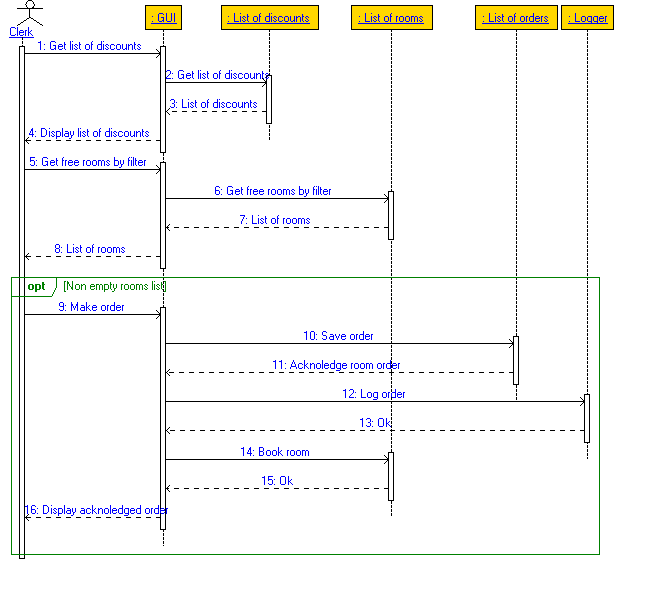 : GUI
: List of discounts
: List of rooms
: List of orders
: Logger
Clerk
1: Get list of discounts
2: Get list of discounts
3: List of discounts
4: Display list of discounts
5: Get free rooms by filter
6: Get free rooms by filter
7: List of rooms
8: List of rooms
opt [Non empty rooms list]
9: Make order
10: Save order
11: Acknoledge room order
12: Log order
13: Ok
14: Book room
15: Ok
16: Display acknoledged order